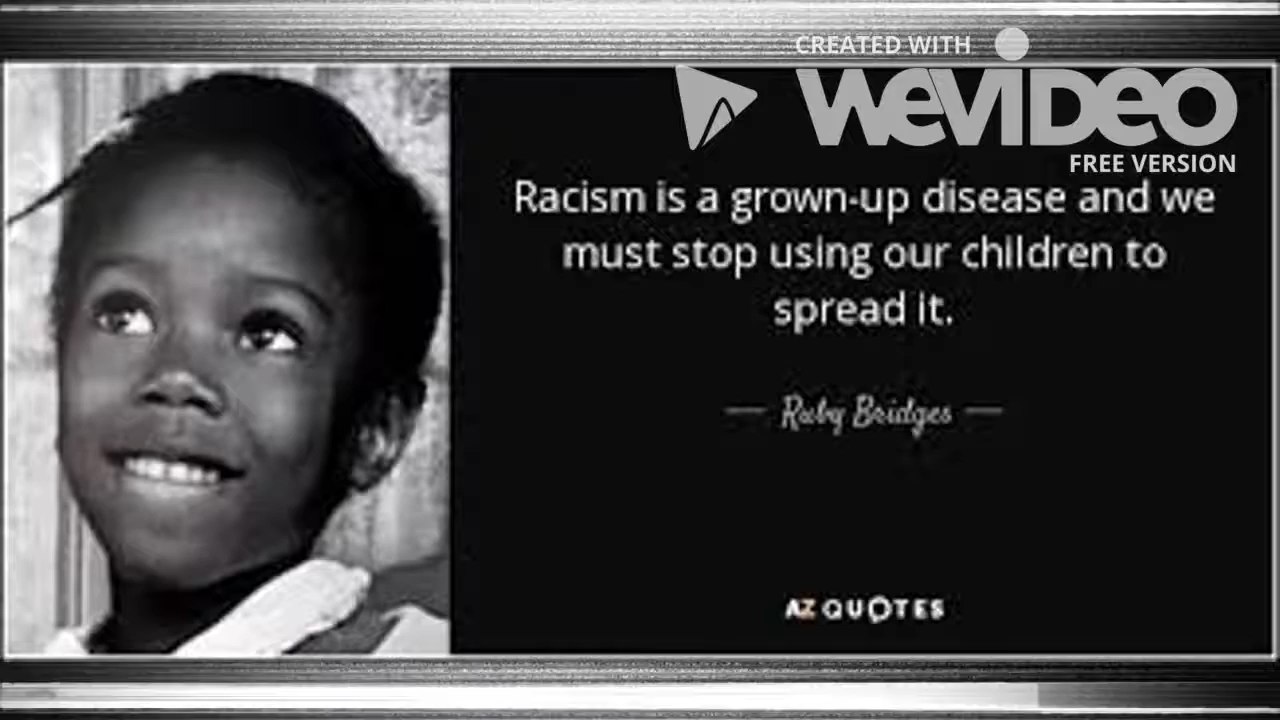 CREATED WITH
WEVIDEO
FREE VERSION
Racism is a grown-up disease and we
must stop using our children to
spread it.
— Ruby Bridges —
AZ QUOTES